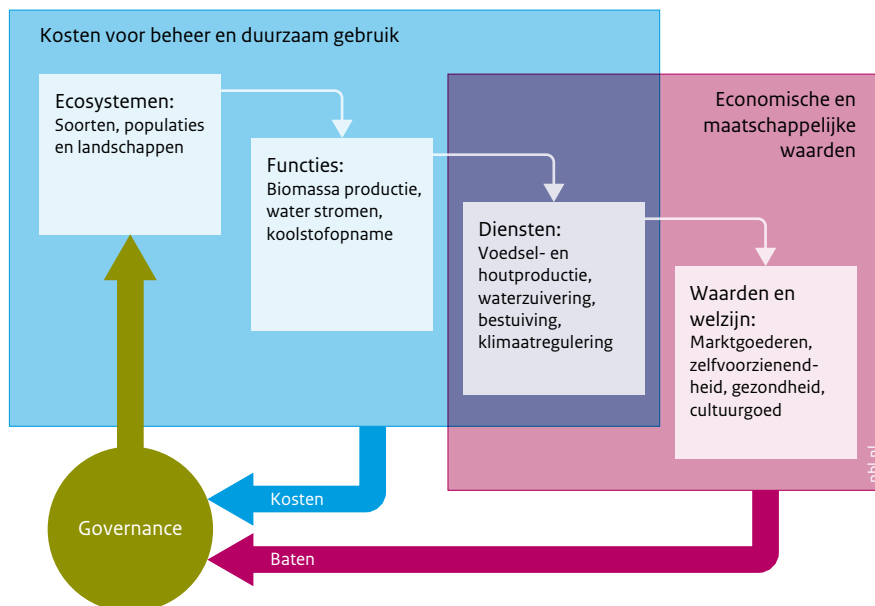 Kosten voor beheer en duurzaam gebruik
Ecosystemen:
Soorten, populaties
en landschappen
Functies:
Biomassa productie,
water stromen,
koolstofopname
Diensten:
Voedsel- en
houtproductie,
waterzuivering,
bestuiving,
klimaatregulering
Economische en
maatschappelijke
waarden
Waarden en
welzijn:
Marktgoederen,
zelfvoorzienend-
heid, gezondheid,
cultuurgoed
pbl.nl
Kosten
Governance
Baten